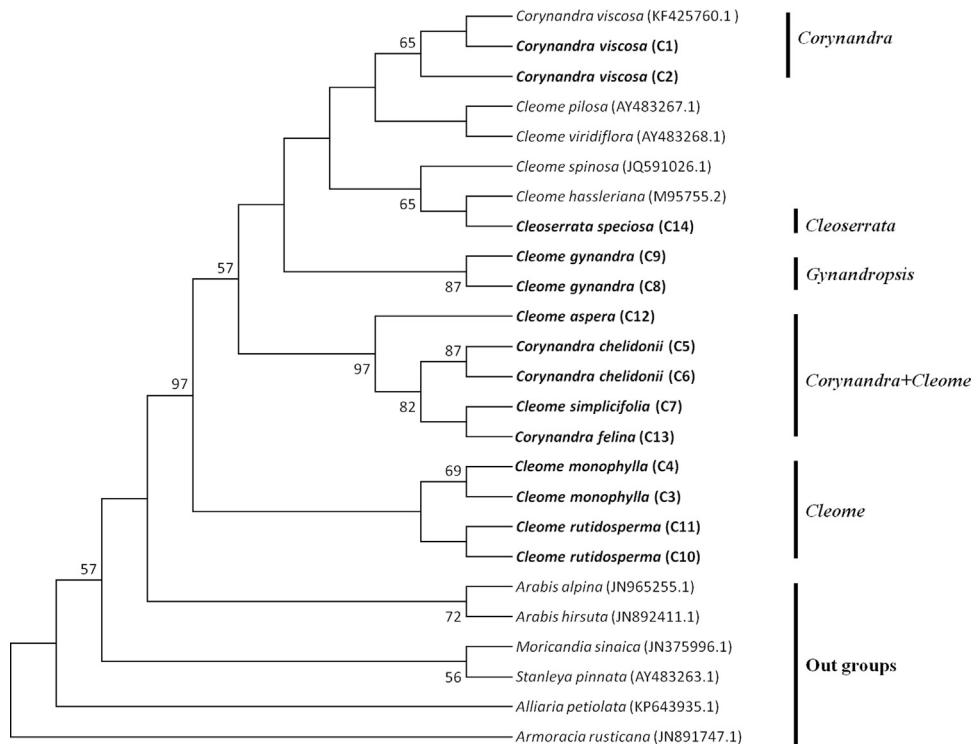 Corynandra viscosa (KF425760.1)
65
Corynandra viscosa (C1)
Corynandra
Corynandra viscosa (C2)
Cleome pilosa (AY483267.1)
Cleome viridiflora (AY483268.1)
Cleome spinosa (JQ591026.1)
Cleome hassleriana (M95755.2)
65
Cleoserrata speciosa (C14)
Cleoserrata
Cleome gynandra (C9)
57
Gynandropsis
87
Cleome gynandra (C8)
Cleome aspera (C12)
87
Corynandra chelidonii (C5)
97
Corynandra chelidonii (C6)
Corynandra+Cleome
97
82
Cleome simplicifolia (C7)
Corynandra felina (C13)
69
Cleome monophylla (C4)
Cleome monophylla (C3)
Cleome
Cleome rutidosperma (C11)
Cleome rutidosperma (C10)
57
Arabis alpina (JN965255.1)
72
Arabis hirsuta (JN892411.1)
Moricandia sinaica (JN375996.1)
Out groups
56
Stanleya pinnata (AY483263.1)
Alliaria petiolata (KP643935.1)
Armoracia rusticana (JN891747.1)